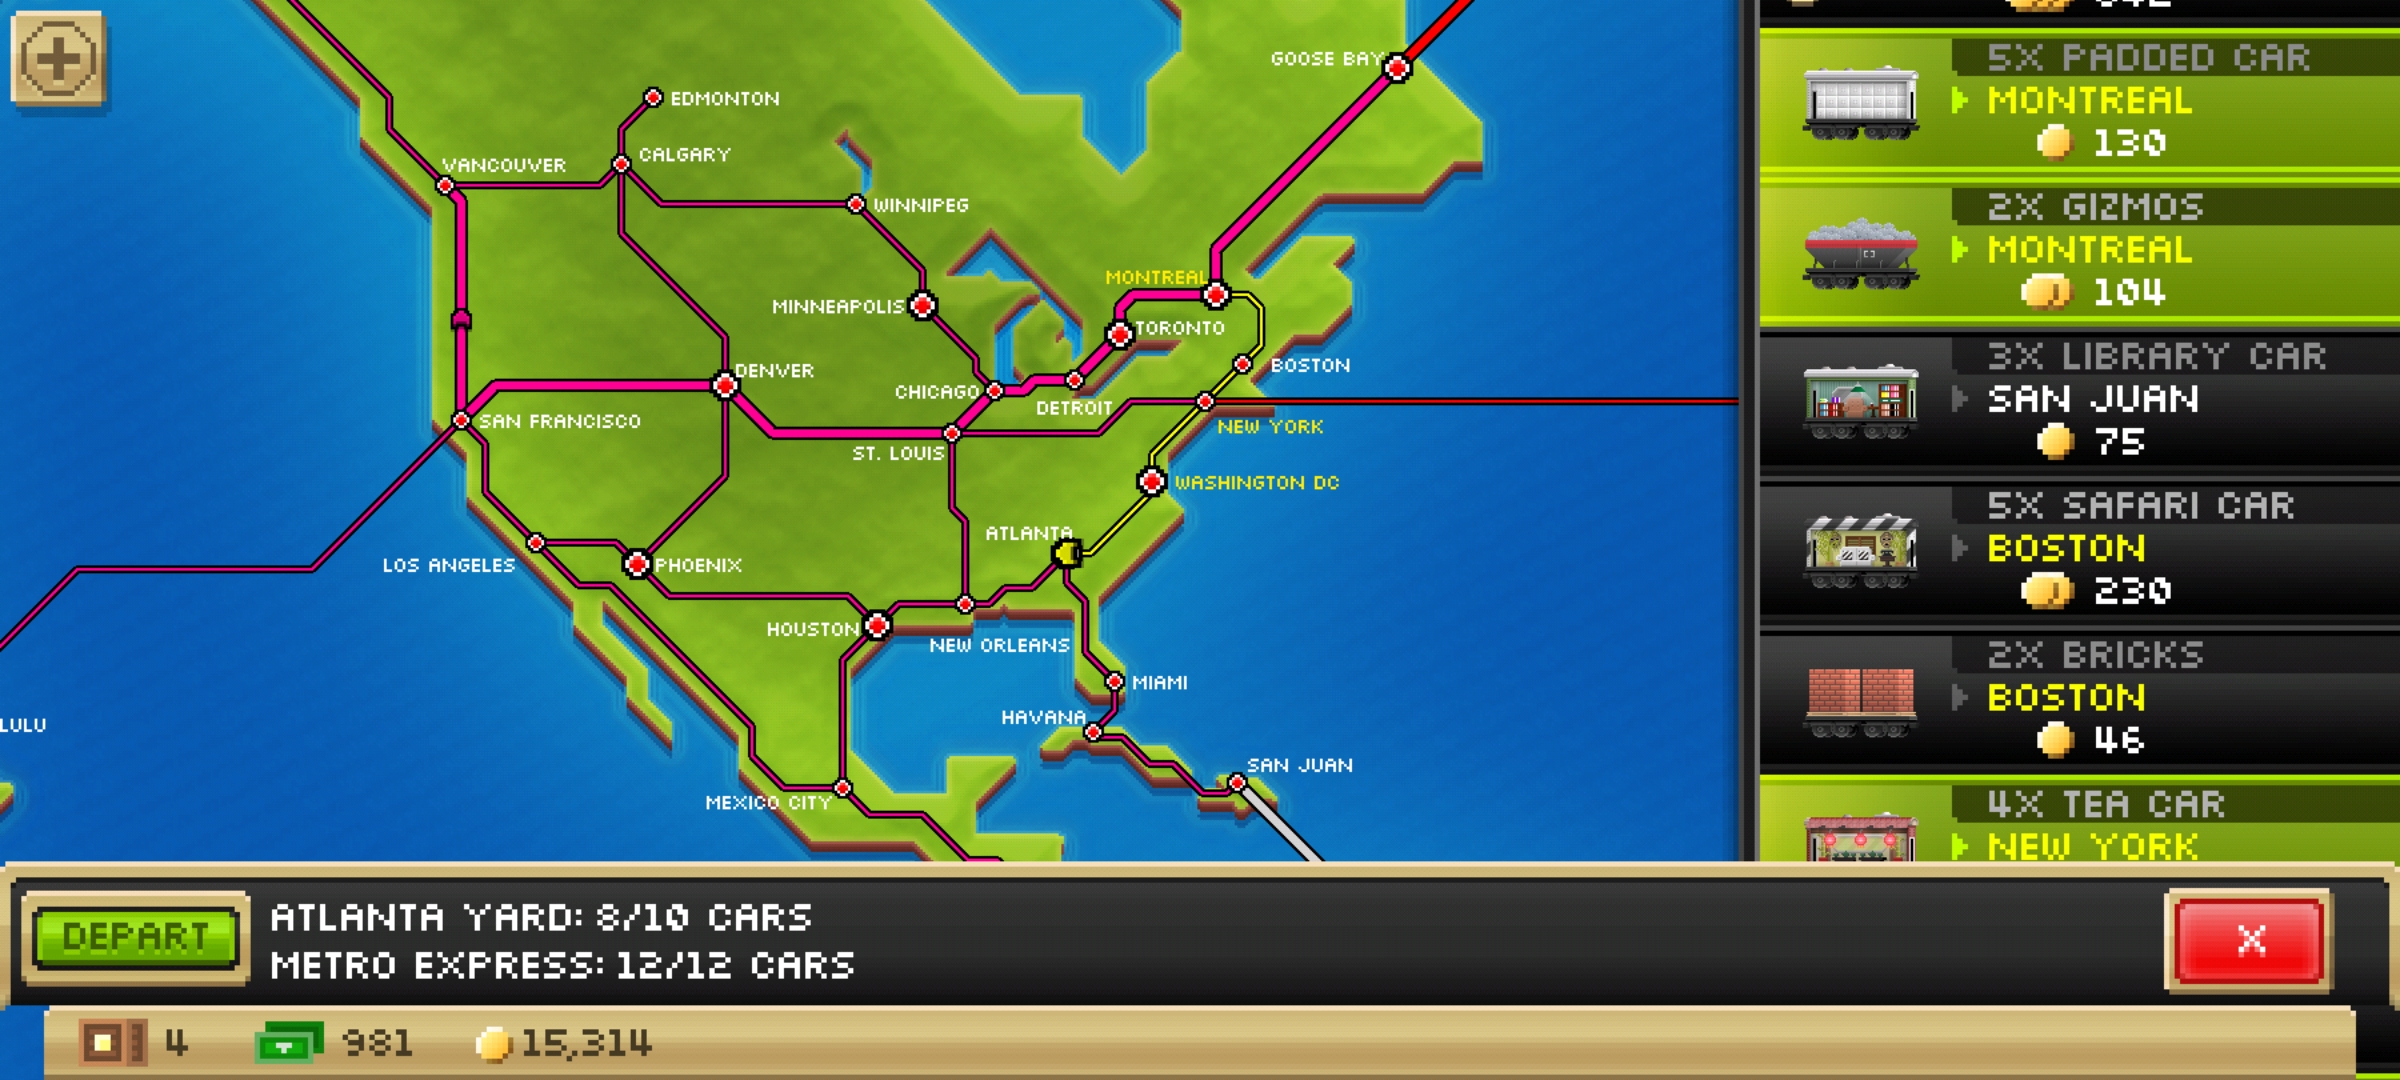 GOOSE BAY
EDMONTON
CALGARY
VANCOUVER
WINNIPEG
MONTREAL
MINNEAPOLIS
TORONTO
DENVER
BOSTON
CHICAGO
DETROIT
SAN FRANCISCO
NEW YORK
ST. LOUIS
WASHINGTON DC
ATLANTA
LOS ANGELES
PHOENIX
HOUSTON
NEW ORLEANS
MIAMI
HAVANA
LULU
SAN JUAN
MEXICO CITY
5X PADDED CAR
MONTREAL
130
2X GIZMOS
MONTREAL
104
3X LIBRARY CAR
SAN JUAN
75
5X SAFARI CAR
BOSTON
230
2X BRICKS
BOSTON
46
4X TEA CAR
NEW YORK
DEPART
ATLANTA YARD: 8/10 CARS
METRO EXPRESS: 12/12 CARS
X
4
981
15,314